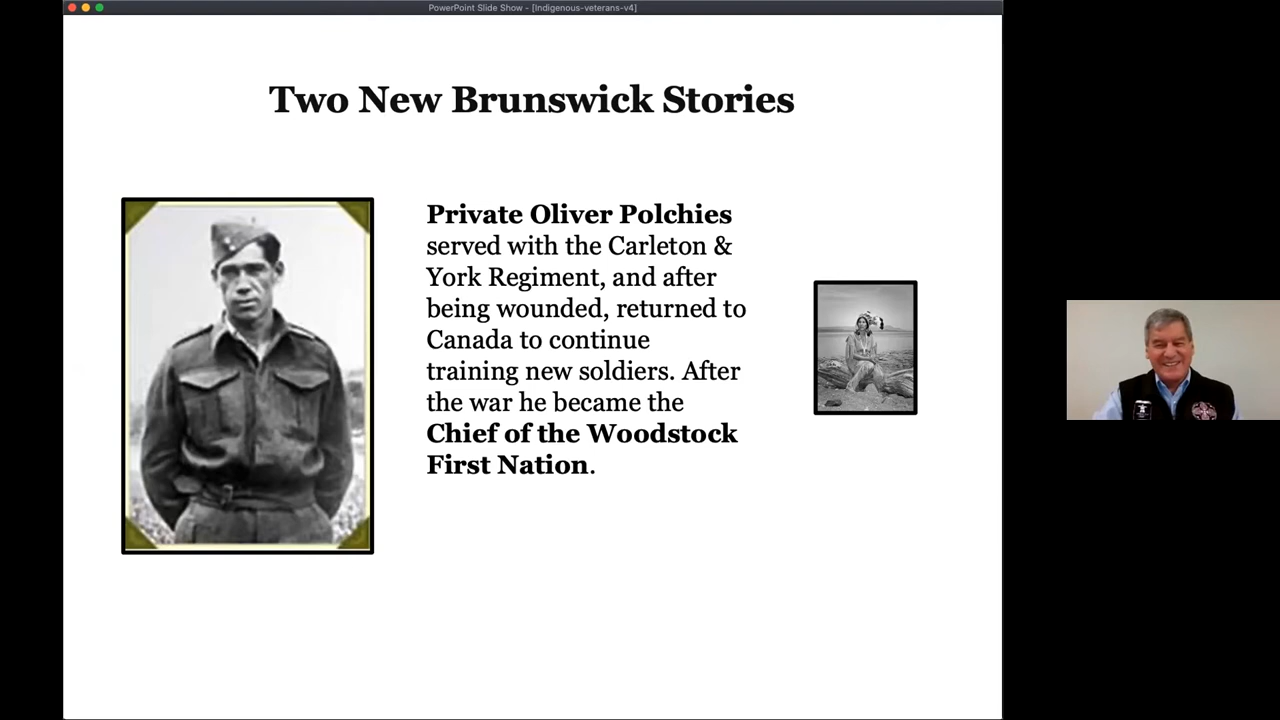 PowerPoint Slide Show - [Indigenous-veterans-v4]
Two New Brunswick Stories
Private Oliver Polchies
served with the Carleton &
York Regiment, and after
being wounded, returned to
Canada to continue
training new soldiers. After
the war he became the
Chief of the Woodstock
First Nation.